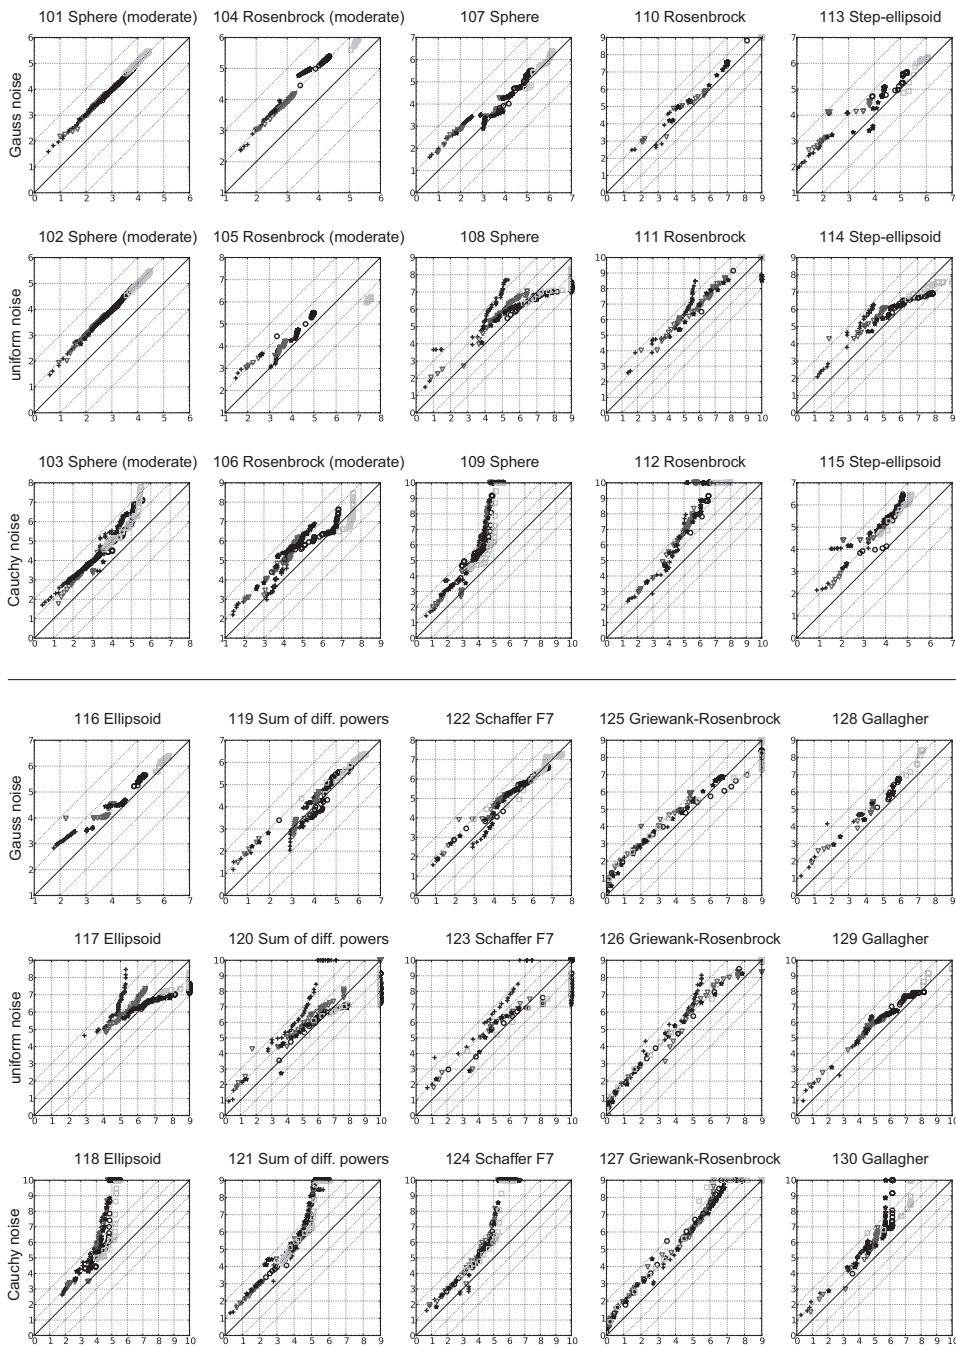 101 Sphere (moderate)
104 Rosenbrock (moderate)
107 Sphere
110 Rosenbrock
113 Step-ellipsoid
Gauss noise
102 Sphere (moderate)
105 Rosenbrock (moderate)
108 Sphere
111 Rosenbrock
114 Step-ellipsoid
uniform noise
103 Sphere (moderate)
106 Rosenbrock (moderate)
109 Sphere
112 Rosenbrock
115 Step-ellipsoid
Cauchy noise
116 Ellipsoid
119 Sum of diff. powers
122 Schaffer F7
125 Griewank-Rosenbrock
128 Gallagher
Gauss noise
117 Ellipsoid
120 Sum of diff. powers
123 Schaffer F7
126 Griewank-Rosenbrock
129 Gallagher
uniform noise
118 Ellipsoid
121 Sum of diff. powers
124 Schaffer F7
127 Griewank-Rosenbrock
130 Gallagher
Cauchy noise